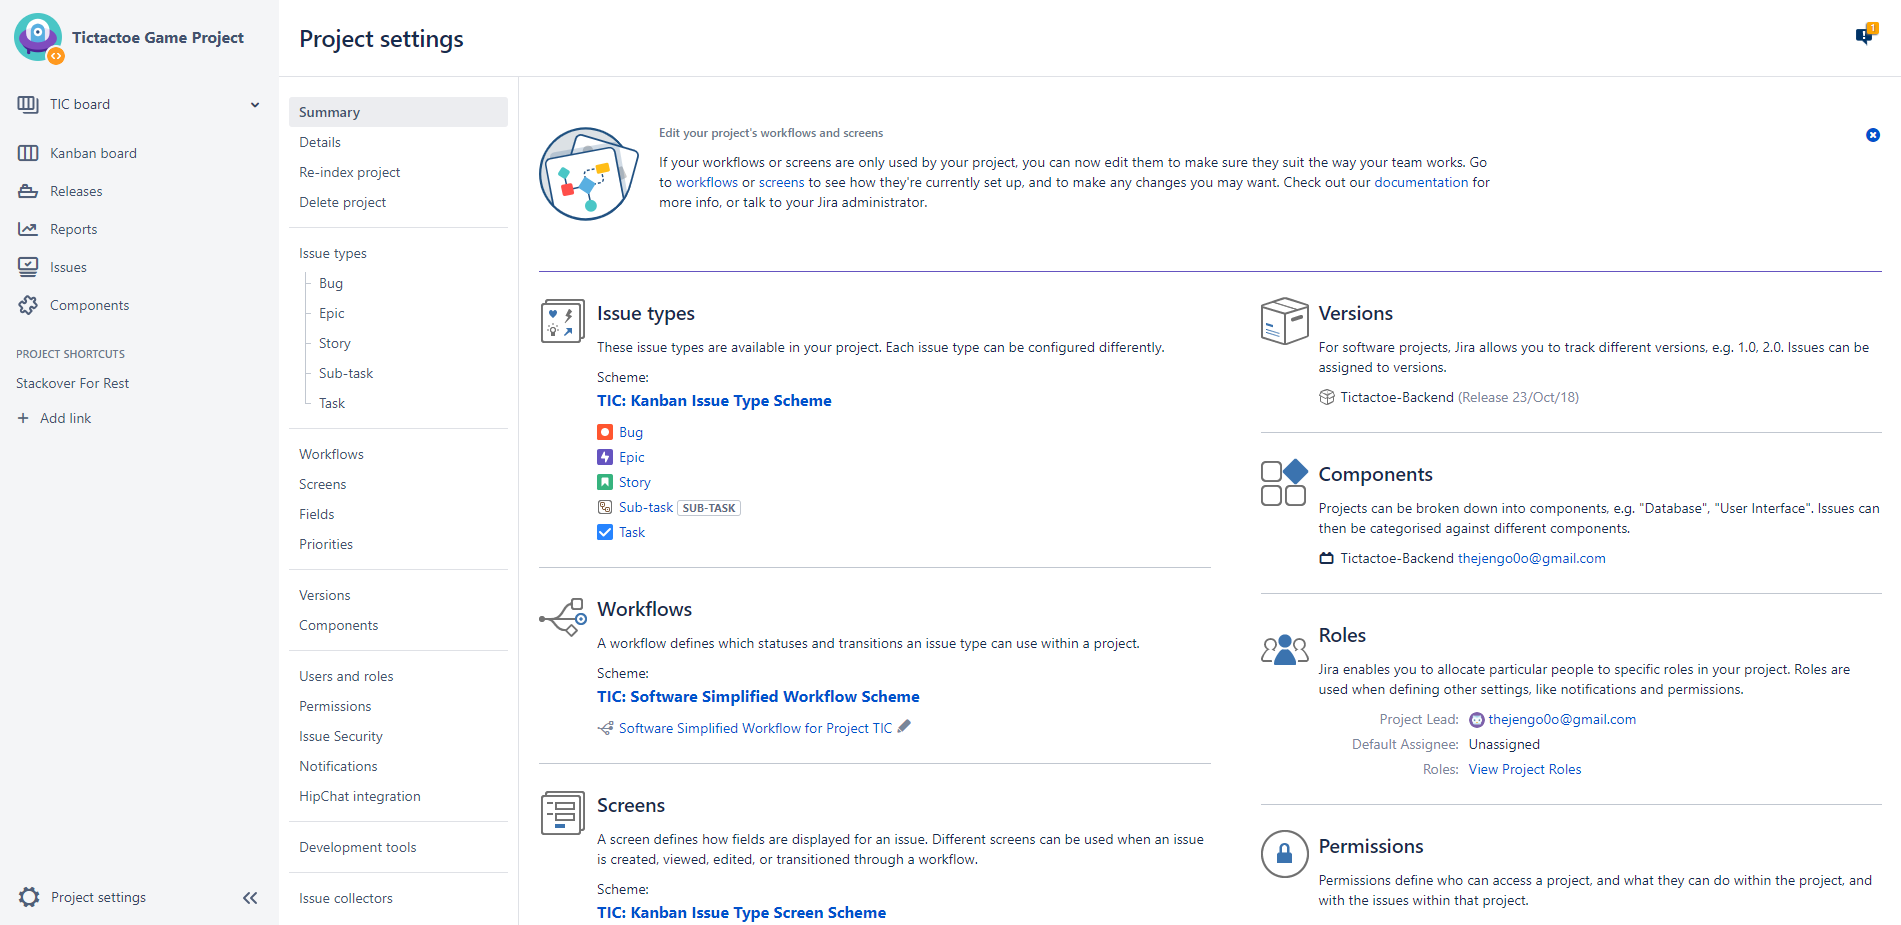 Tictactoe Game Project
TIC board
Kanban board
Releases
Reports
Issues
Components
PROJECT SHORTCUTS
Stackover For Rest
Add link
Project settings
Project settings
1
Summary
Details
Re-index project
Delete project
Issue types
Bug
Epic
Story
Sub-task
Task
Workflows
Screens
Fields
Priorities
Versions
Components
Users and roles
Permissions
Issue Security
Notifications
HipChat integration
Development tools
Issue collectors
Edit your project's workflows and screens
If your workflows or screens are only used by your project, you can now edit them to make sure they suit the way your team works. Go
to workflows or screens to see how they're currently set up, and to make any changes you may want. Check out our documentation for
more info, or talk to your Jira administrator.
Issue types
These issue types are available in your project. Each issue type can be configured differently.
Scheme:
TIC: Kanban Issue Type Scheme
Bug
Epic
Story
Sub-task SUB-TASK
Task
Workflows
A workflow defines which statuses and transitions an issue type can use within a project.
Scheme:
TIC: Software Simplified Workflow Scheme
Software Simplified Workflow for Project TIC
Screens
A screen defines how fields are displayed for an issue. Different screens can be used when an issue
is created, viewed, edited, or transitioned through a workflow.
Scheme:
TIC: Kanban Issue Type Screen Scheme
Versions
For software projects, Jira allows you to track different versions, e.g. 1.0, 2.0. Issues can be
assigned to versions.
Tictactoe-Backend (Release 23/Oct/18)
Components
Projects can be broken down into components, e.g. "Database", "User Interface". Issues can
then be categorised against different components.
Tictactoe-Backend thejengo0o@gmail.com
Roles
Jira enables you to allocate particular people to specific roles in your project. Roles are
used when defining other settings, like notifications and permissions.
Project Lead: thejengo0o@gmail.com
Default Assignee: Unassigned
Roles: View Project Roles
Permissions
Permissions define who can access a project, and what they can do within the project, and
with the issues within that project.